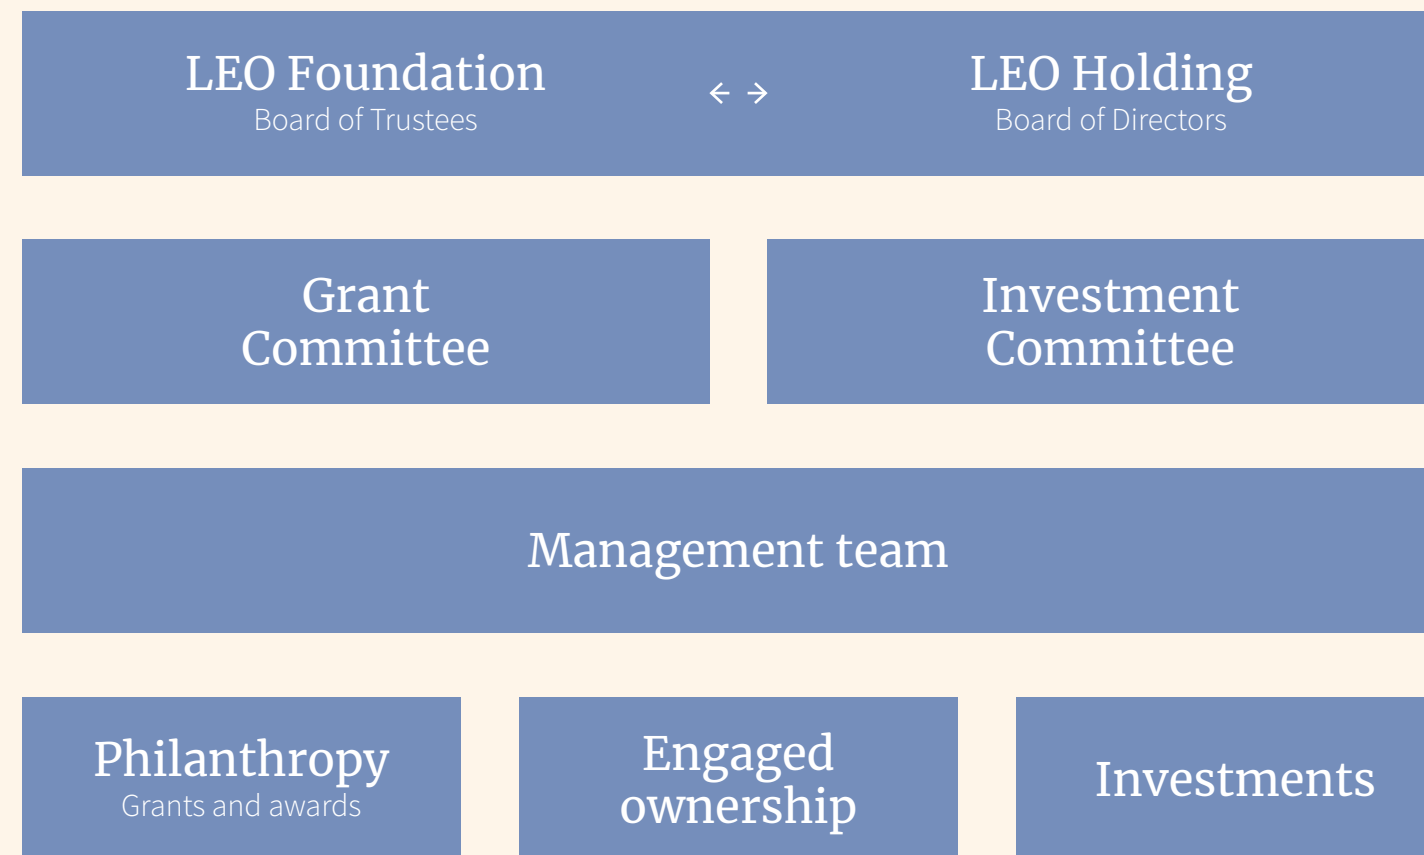 LEO Foundation
Board of Trustees
LEO Holding
Board of Directors
Grant
Committee
Investment
Committee
Management team
Philanthropy
Grants and awards
Engaged
ownership
Investments